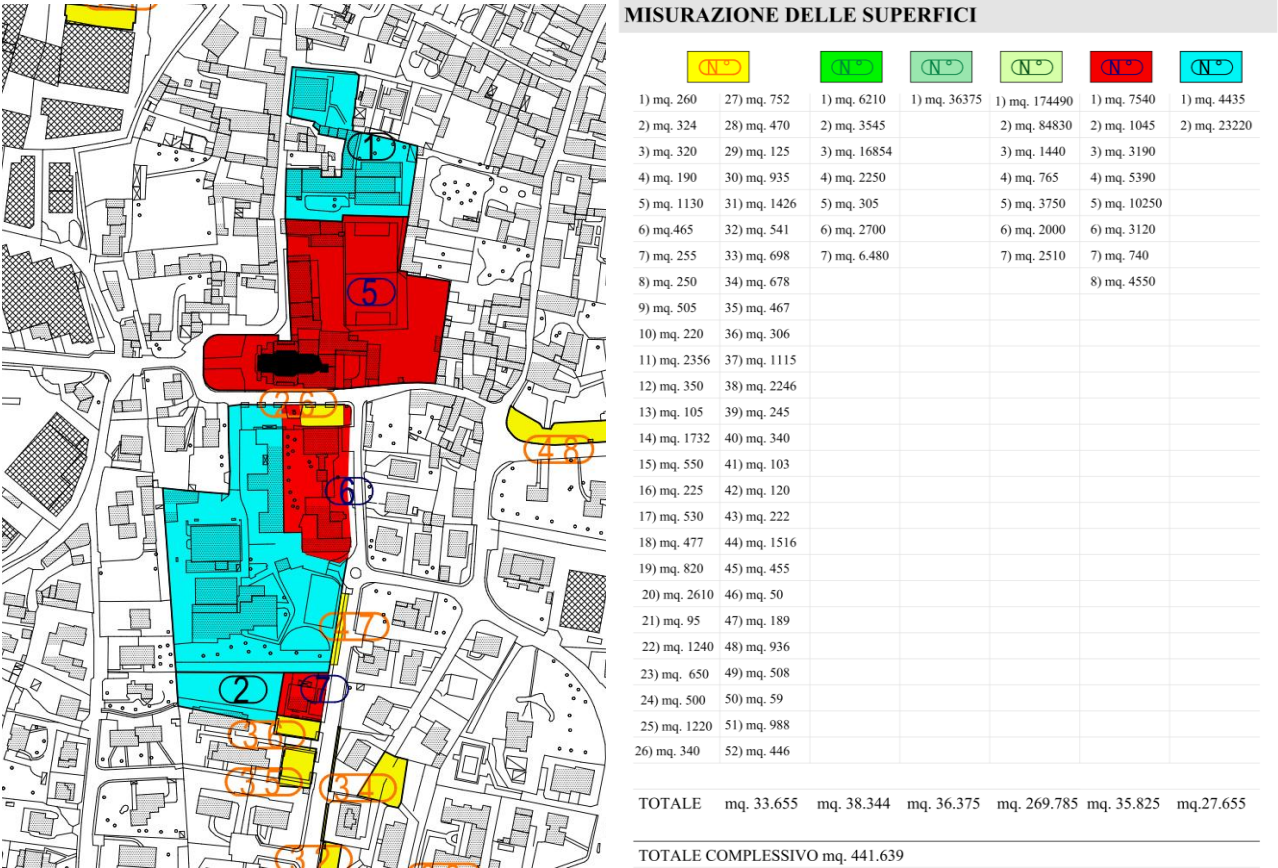 MISURAZIONE DELLE SUPERFICI
N° N° N° N° N° N°
1) mq. 260 27) mq. 752 1) mq. 6210 1) mq. 36375 1) mq. 174490 1) mq. 7540 1) mq. 4435
2) mq. 324 28) mq. 470 2) mq. 3545 2) mq. 84830 2) mq. 1045 2) mq. 23220
3) mq. 320 29) mq. 125 3) mq. 16854 3) mq. 1440 3) mq. 3190
4) mq. 190 30) mq. 935 4) mq. 2250 4) mq. 765 4) mq. 5390
5) mq. 1130 31) mq. 1426 5) mq. 305 5) mq. 3750 5) mq. 10250
6) mq.465 32) mq. 541 6) mq. 2700 6) mq. 2000 6) mq. 3120
7) mq. 255 33) mq. 698 7) mq. 6.480 7) mq. 2510 7) mq. 740
8) mq. 250 34) mq. 678 8) mq. 4550
9) mq. 505 35) mq. 467
10) mq. 220 36) mq. 306
11) mq. 2356 37) mq. 1115
12) mq. 350 38) mq. 2246
13) mq. 105 39) mq. 245
14) mq. 1732 40) mq. 340
15) mq. 550 41) mq. 103
16) mq. 225 42) mq. 120
17) mq. 530 43) mq. 222
18) mq. 477 44) mq. 1516
19) mq. 820 45) mq. 455
20) mq. 2610 46) mq. 50
21) mq. 95 47) mq. 189
22) mq. 1240 48) mq. 936
23) mq. 650 49) mq. 508
24) mq. 500 50) mq. 59
25) mq. 1220 51) mq. 988
26) mq. 340 52) mq. 446
TOTALE mq. 33.655 mq. 38.344 mq. 36.375 mq. 269.785 mq. 35.825 mq.27.655
TOTALE COMPLESSIVO mq. 441.639
1
5
26
48
6
47
2
7
36
35
34